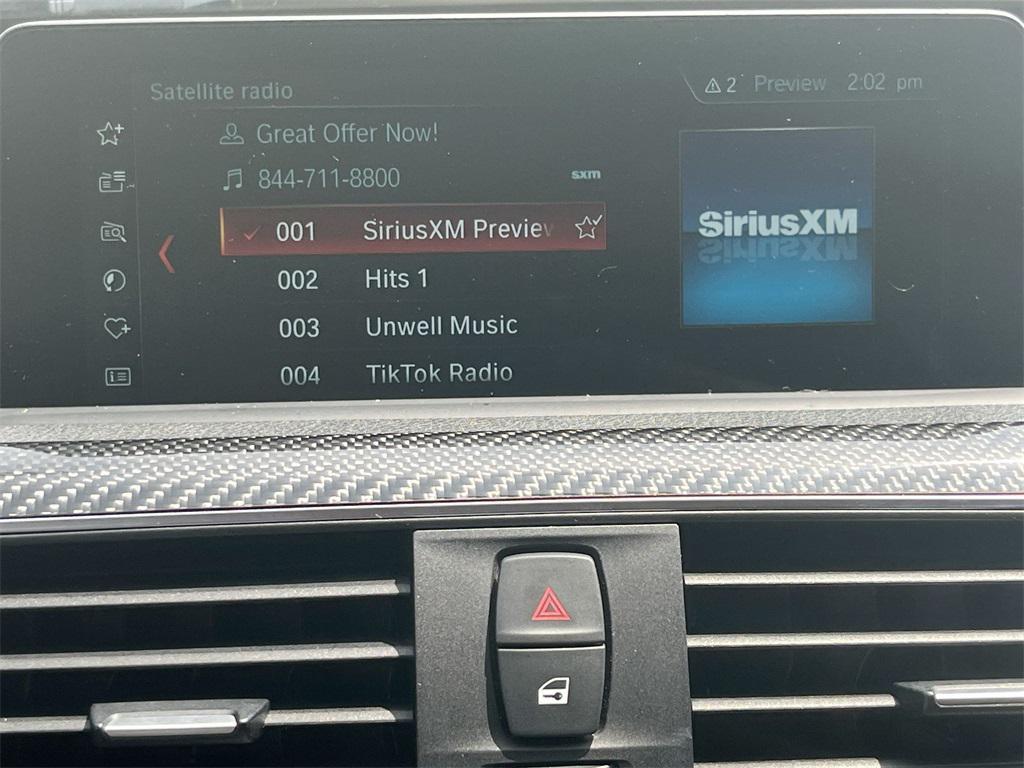 Satellite radio
2 Preview 2:02 pm
Great Offer Now!
844-711-8800 sxm
001 SiriusXM Preview
002 Hits 1
003 Unwell Music
004 TikTok Radio
SiriusXM